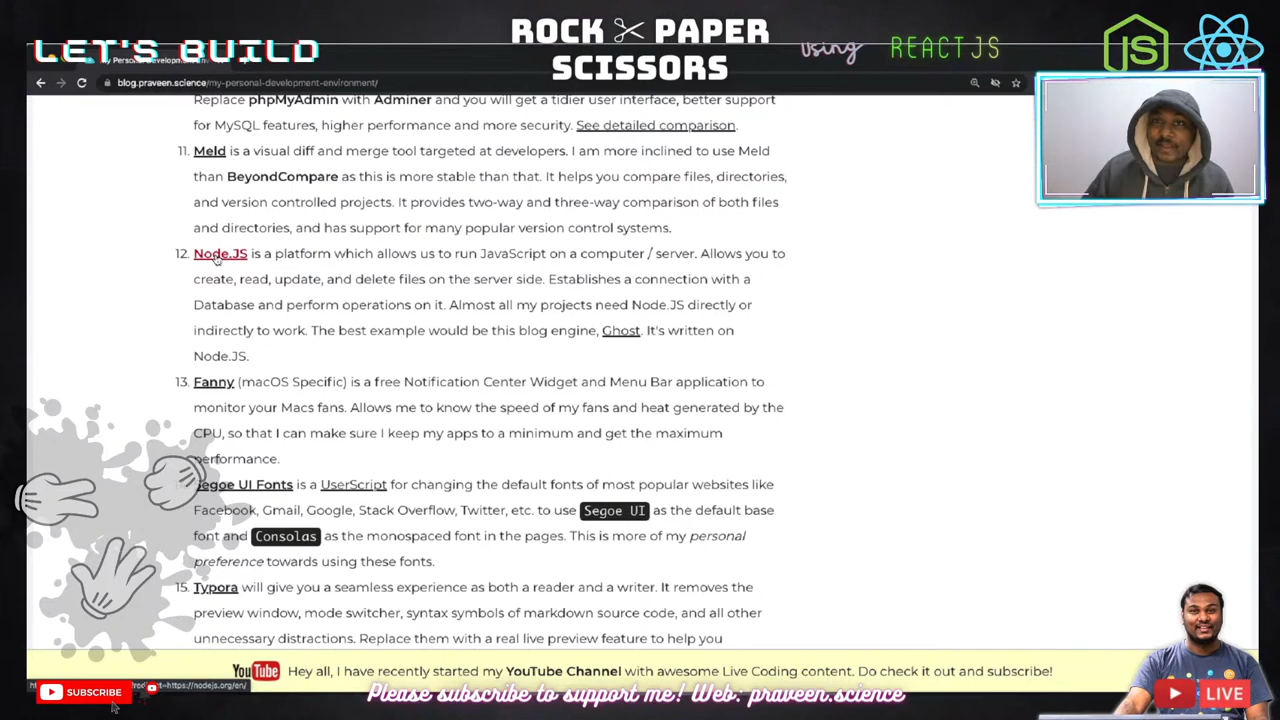 LET'S BUILD
ROCK PAPER
SCISSORS
using
REACTJS
JS
blog.praveen.science/my-personal-development-environment/
Replace phpMyAdmin with Adminer and you will get a tidier user interface, better support
for MySQL features, higher performance and more security. See detailed comparison.
11. Meld is a visual diff and merge tool targeted at developers. I am more inclined to use Meld
than BeyondCompare as this is more stable than that. It helps you compare files, directories,
and version controlled projects. It provides two-way and three-way comparison of both files
and directories, and has support for many popular version control systems.
12. Node.JS is a platform which allows us to run JavaScript on a computer / server. Allows you to
create, read, update, and delete files on the server side. Establishes a connection with a
Database and perform operations on it. Almost all my projects need Node.JS directly or
indirectly to work. The best example would be this blog engine, Ghost. It's written on
Node.JS.
13. Fanny (macOS Specific) is a free Notification Center Widget and Menu Bar application to
monitor your Macs fans. Allows me to know the speed of my fans and heat generated by the
CPU, so that I can make sure I keep my apps to a minimum and get the maximum
performance.
Segoe UI Fonts is a UserScript for changing the default fonts of most popular websites like
Facebook, Gmail, Google, Stack Overflow, Twitter, etc. to use Segoe UI as the default base
font and Consolas as the monospaced font in the pages. This is more of my personal
preference towards using these fonts.
15. Typora will give you a seamless experience as both a reader and a writer. It removes the
preview window, mode switcher, syntax symbols of markdown source code, and all other
unnecessary distractions. Replace them with a real live preview feature to help you
YouTube Hey all, I have recently started my YouTube Channel with awesome Live Coding content. Do check it out and subscribe!
=https://nodejs.org/en/
SUBSCRIBE
Please subscribe to support me! Web: praveen.science
LIVE